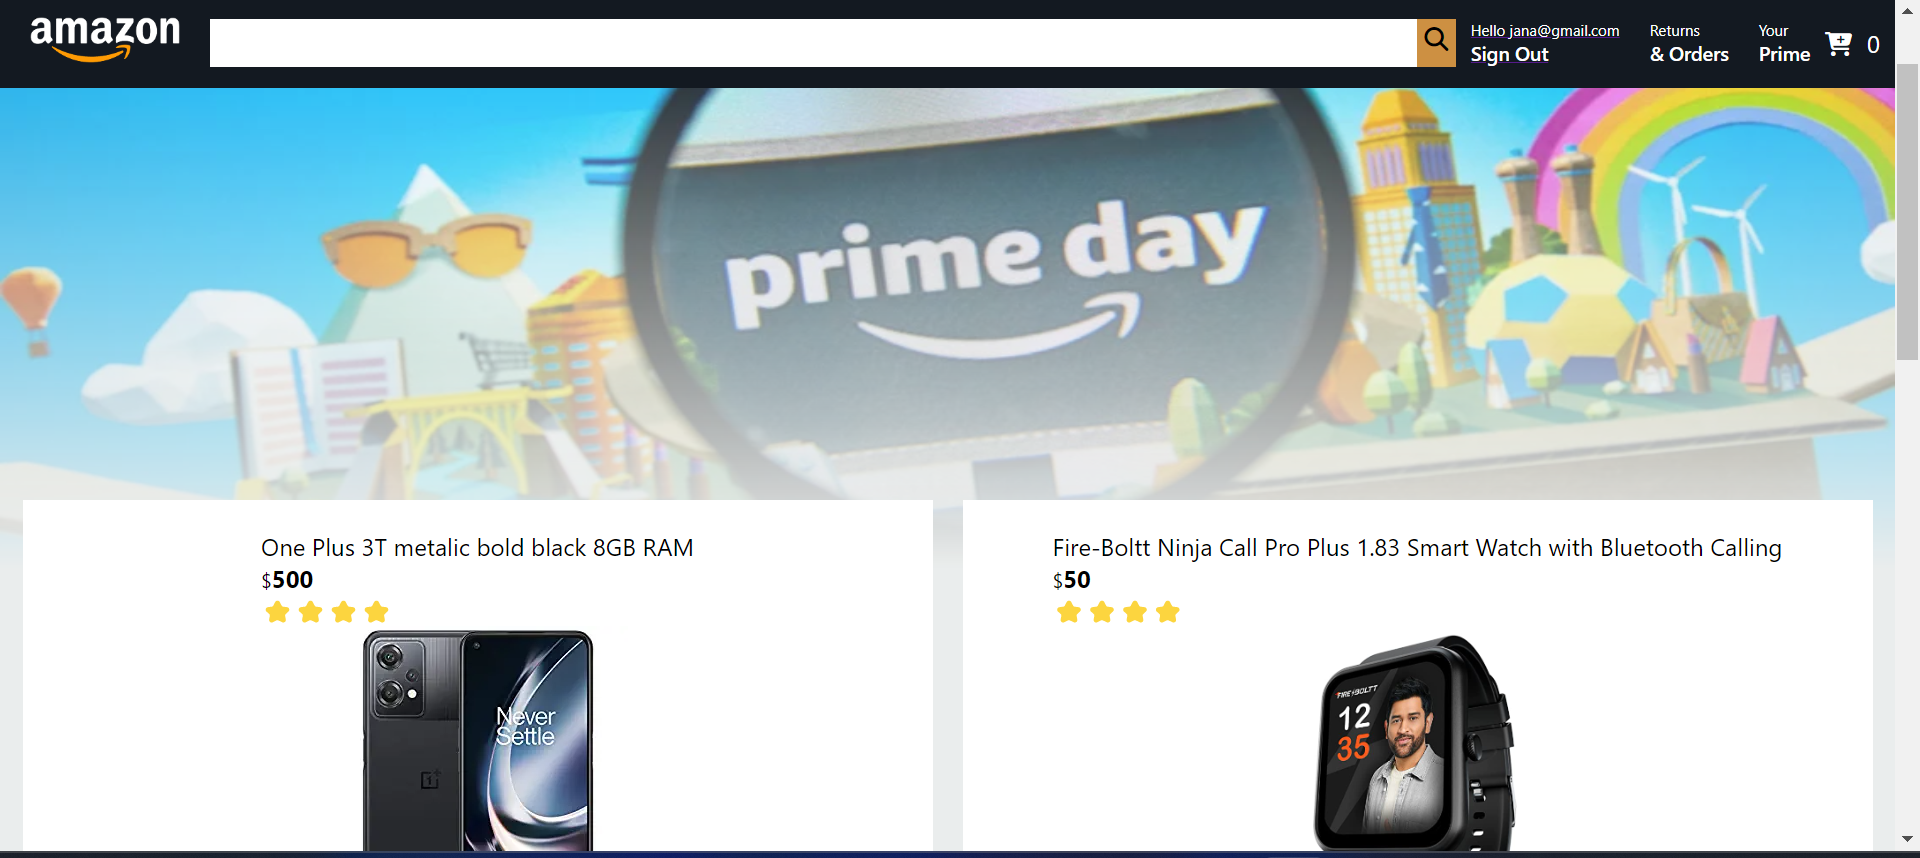 amazon
Hello jana@gmail.com
Sign Out
Returns
& Orders
Your
Prime
0
prime day
One Plus 3T metalic bold black 8GB RAM
$500
Never
Settle
Fire-Boltt Ninja Call Pro Plus 1.83 Smart Watch with Bluetooth Calling
$50
FIRE BOLTT
12
35